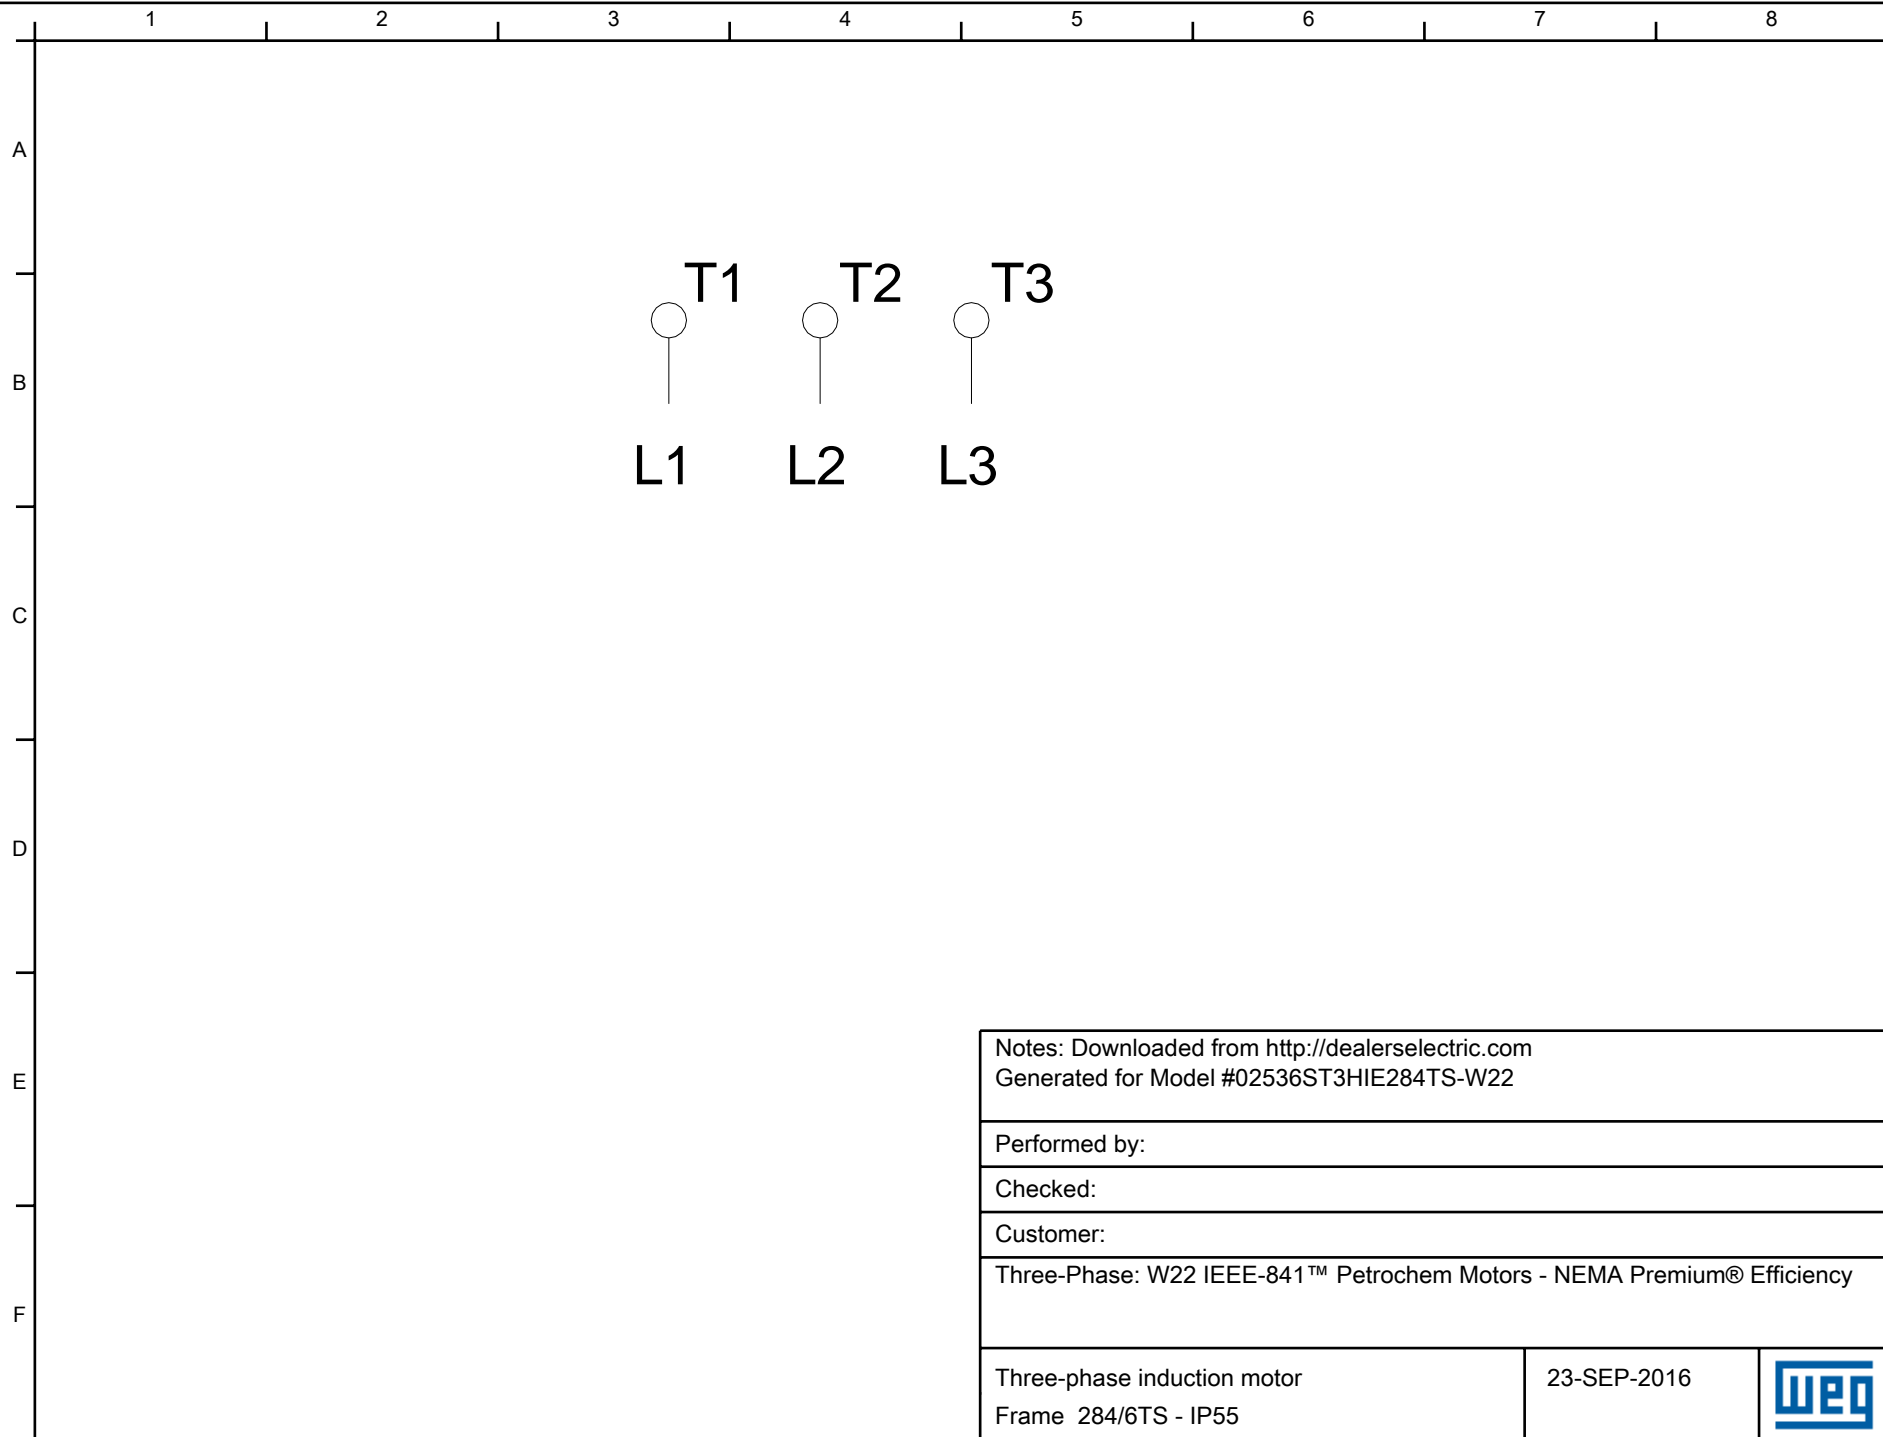 1 2 3 4 5 6 7 8
A
T1 T2 T3
B
L1 L2 L3
C
D
Notes: Downloaded from http://dealerselectric.com
E
Generated for Model #02536ST3HIE284TS-W22
Performed by:
Checked:
Customer:
Three-Phase: W22 IEEE-841™ Petrochem Motors - NEMA Premium® Efficiency
F
Three-phase induction motor
23-SEP-2016
weg
Frame 284/6TS - IP55